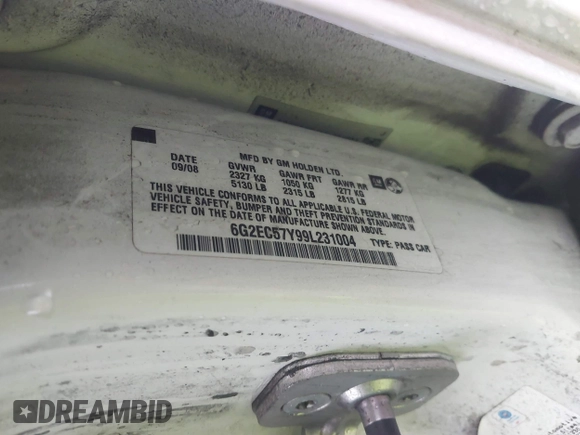 MFD BY GM HOLDEN LTD.
DATE GVWR GAWR FRT GAWR RR
09/08 2327 KG 1050 KG 1277 KG
5130 LB 2315 LB 2815 LB
THIS VEHICLE CONFORMS TO ALL APPLICABLE U.S. FEDERAL MOTOR
VEHICLE SAFETY, BUMPER AND THEFT PREVENTION STANDARDS IN
EFFECT ON THE DATE OF MANUFACTURE SHOWN ABOVE.
6G2EC57Y99L231004 TYPE: PASS CAR
DREAMBID